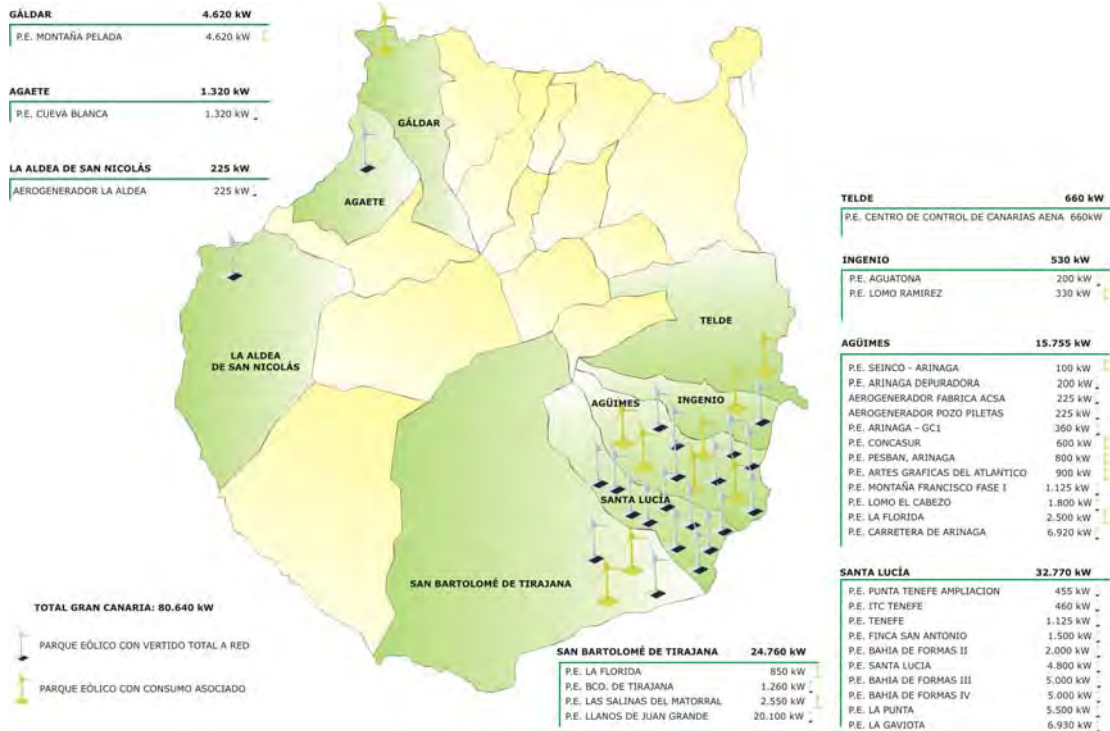 GÁLDAR 4.620 kW
P.E. MONTAÑA PELADA 4.620 kW
AGAETE 1.320 kW
P.E. CUEVA BLANCA 1.320 kW
LA ALDEA DE SAN NICOLÁS 225 kW
AEROGENERADOR LA ALDEA 225 kW
GÁLDAR
AGAETE
LA ALDEA
DE SAN NICOLÁS
TELDE
AGÜIMES
INGENIO
SANTA LUCÍA
SAN BARTOLOMÉ DE TIRAJANA
TELDE 660 kW
P.E. CENTRO DE CONTROL DE CANARIAS AENA 660kW
INGENIO 530 kW
P.E. AGUATONA 200 kW
P.E. LOMO RAMIREZ 330 kW
AGÜIMES 15.755 kW
P.E. SEINCO - ARINAGA 100 kW
P.E. ARINAGA DEPURADORA 200 kW
AEROGENERADOR FABRICA ACSA 225 kW
AEROGENERADOR POZO PILETAS 225 kW
P.E. ARINAGA - GC1 360 kW
P.E. CONCASUR 600 kW
P.E. PESBAN, ARINAGA 800 kW
P.E. ARTES GRAFICAS DEL ATLANTICO 900 kW
P.E. MONTAÑA FRANCISCO FASE I 1.125 kW
P.E. LOMO EL CABEZO 1.800 kW
P.E. LA FLORIDA 2.500 kW
P.E. CARRETERA DE ARINAGA 6.920 kW
SANTA LUCÍA 32.770 kW
P.E. PUNTA TENEFE AMPLIACION 455 kW
P.E. ITC TENEFE 460 kW
P.E. TENEFE 1.125 kW
P.E. FINCA SAN ANTONIO 1.500 kW
P.E. BAHIA DE FORMAS II 2.000 kW
P.E. SANTA LUCIA 4.800 kW
P.E. BAHIA DE FORMAS III 5.000 kW
P.E. BAHIA DE FORMAS IV 5.000 kW
P.E. LA PUNTA 5.500 kW
P.E. LA GAVIOTA 6.930 kW
TOTAL GRAN CANARIA: 80.640 kW
PARQUE EÓLICO CON VERTIDO TOTAL A RED
PARQUE EÓLICO CON CONSUMO ASOCIADO
SAN BARTOLOMÉ DE TIRAJANA 24.760 kW
P.E. LA FLORIDA 850 kW
P.E. BCO. DE TIRAJANA 1.260 kW
P.E. LAS SALINAS DEL MATORRAL 2.550 kW
P.E. LLANOS DE JUAN GRANDE 20.100 kW